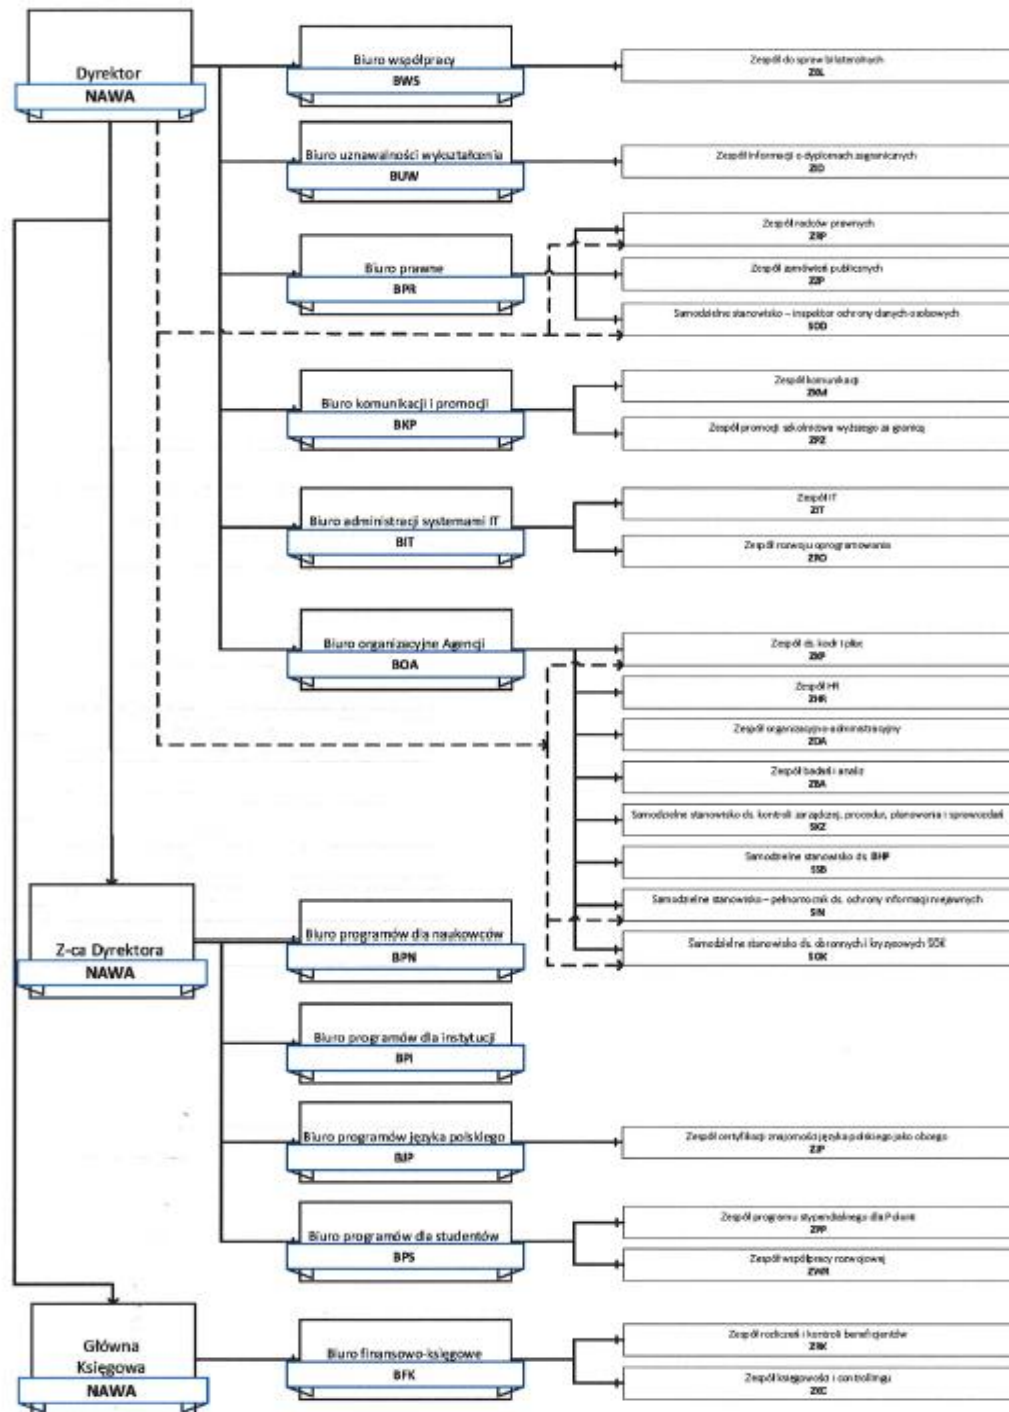 Dyrektor
NAWA
Biuro współpracy
BWS
Zespół do spraw bilateralnych
ZBL
Biuro uznawalności wykształcenia
BUW
Zespół Informacji o dyplomach zagranicznych
ZID
Biuro prawne
BPR
Zespół radców prawnych
ZRP
Zespół zamówień publicznych
ZZP
Samodzielne stanowisko – inspektor ochrony danych osobowych
SOD
Biuro komunikacji i promocji
BKP
Zespół komunikacji
ZKM
Zespół promocji szkolnictwa wyższego za granicą
ZPZ
Biuro administracji systemami IT
BIT
Zespół IT
ZIT
Zespół rozwoju oprogramowania
ZRO
Biuro organizacyjne Agencji
BOA
Zespół ds. kadr i płac
ZKP
Zespół HR
ZHR
Zespół organizacyjno-administracyjny
ZOA
Zespół badań i analiz
ZBA
Samodzielne stanowisko ds. kontroli zarządczej, procedur, planowania i sprawozdań
SKZ
Samodzielne stanowisko ds. BHP
SSB
Samodzielne stanowisko – pełnomocnik ds. ochrony informacji niejawnych
SIN
Samodzielne stanowisko ds. obronnych i kryzysowych SOK
SOK
Z-ca Dyrektora
NAWA
Biuro programów dla naukowców
BPN
Biuro programów dla instytucji
BPI
Biuro programów języka polskiego
BJP
Zespół certyfikacji znajomości języka polskiego jako obcego
ZJP
Biuro programów dla studentów
BPS
Zespół programu stypendialnego dla Polonii
ZPP
Zespół współpracy rozwojowej
ZWR
Główna
Księgowa
NAWA
Biuro finansowo-księgowe
BFK
Zespół rozliczeń i kontroli beneficjentów
ZRK
Zespół księgowości i controllingu
ZKC